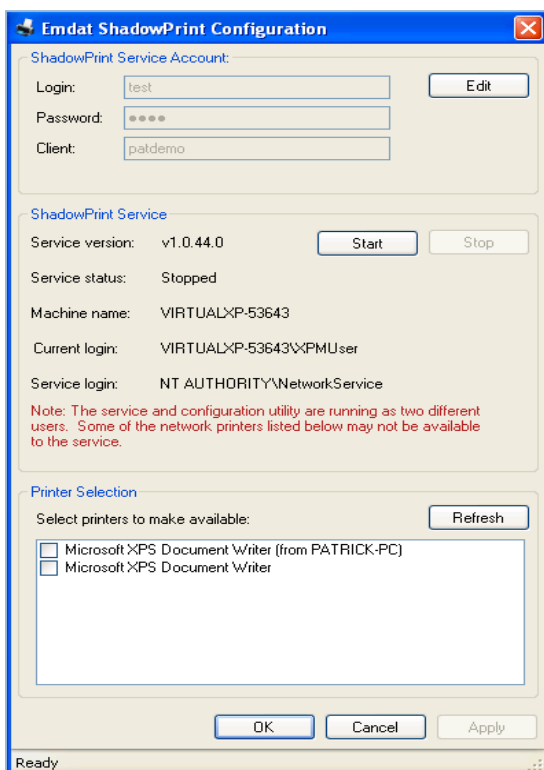 Emdat ShadowPrint Configuration
ShadowPrint Service Account:
Login: test Edit
Password: ●●●●
Client: patdemo
ShadowPrint Service
Service version: v1.0.44.0 Start Stop
Service status: Stopped
Machine name: VIRTUALXP-53643
Current login: VIRTUALXP-53643\XPMUser
Service login: NT AUTHORITY\NetworkService
Note: The service and configuration utility are running as two different
users. Some of the network printers listed below may not be available
to the service.
Printer Selection
Select printers to make available: Refresh
Microsoft XPS Document Writer (from PATRICK-PC)
Microsoft XPS Document Writer
OK Cancel Apply
Ready